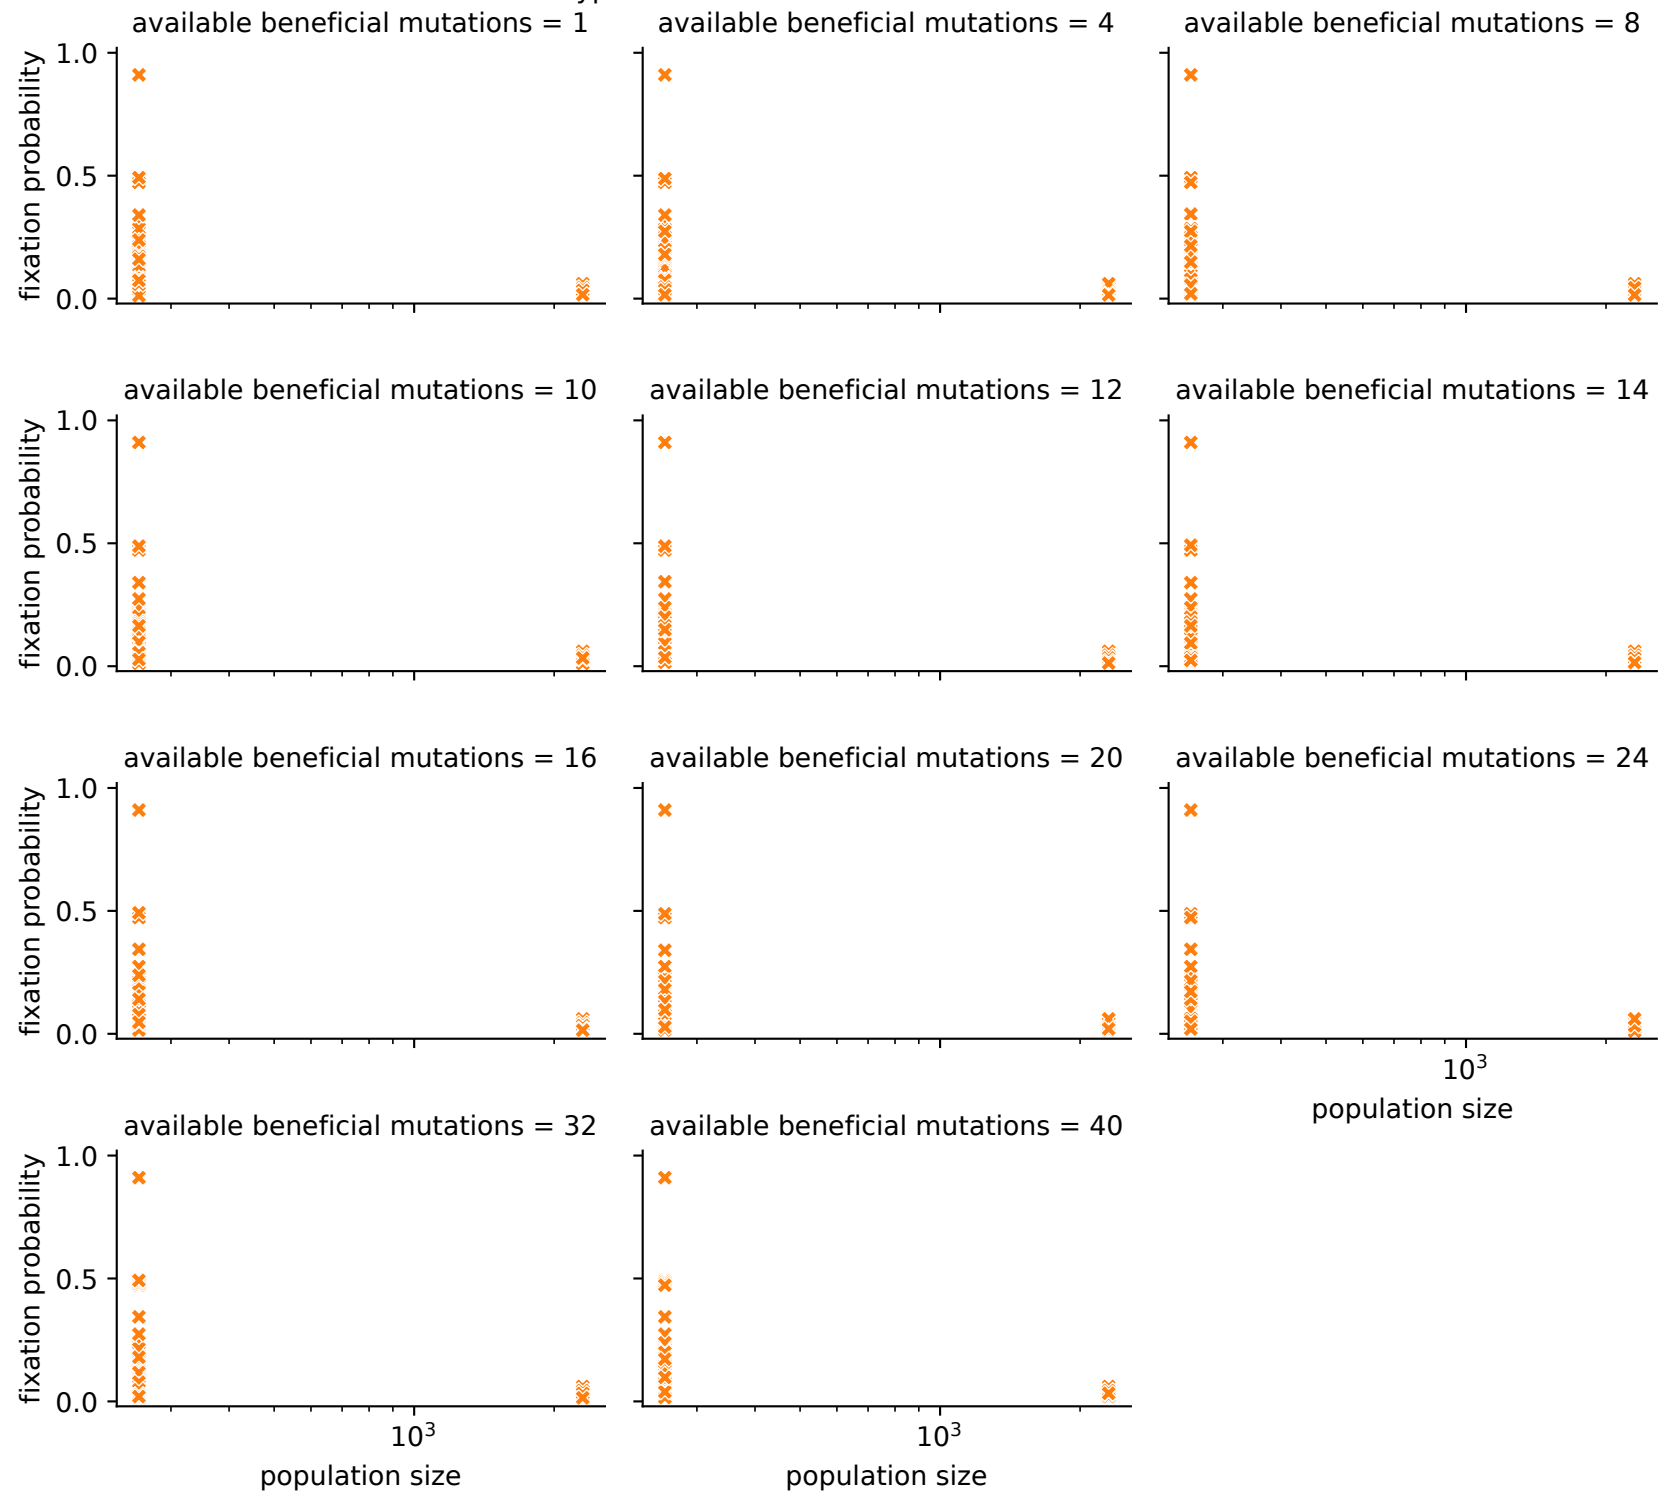 available beneficial mutations = 1
available beneficial mutations = 4
available beneficial mutations = 8
fixation probability
1.0
0.5
0.0
available beneficial mutations = 10
available beneficial mutations = 12
available beneficial mutations = 14
fixation probability
1.0
0.5
0.0
available beneficial mutations = 16
available beneficial mutations = 20
available beneficial mutations = 24
fixation probability
1.0
0.5
0.0
10³
population size
available beneficial mutations = 32
available beneficial mutations = 40
fixation probability
1.0
0.5
0.0
10³
10³
population size
population size